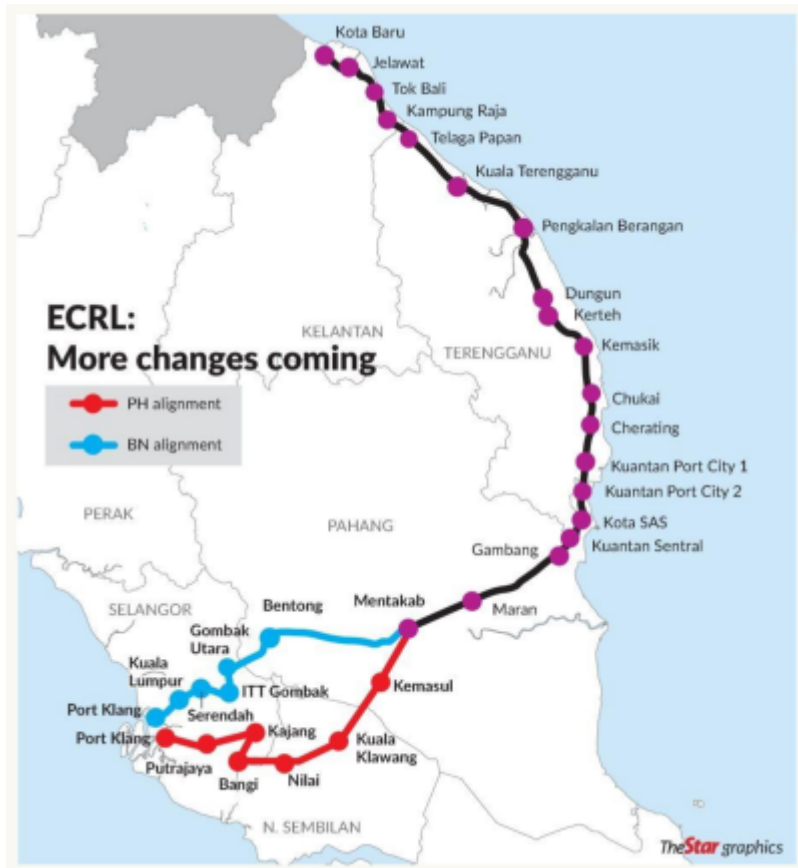 Kota Baru
Jelawat
Tok Bali
Kampung Raja
Telaga Papan
Kuala Terengganu
Pengkalan Berangan
Dungun
Kerteh
Kemasik
Chukai
Cherating
Kuantan Port City 1
Kuantan Port City 2
Kota SAS
Kuantan Sentral
Gambang
Maran
Mentakab
ECRL:
More changes coming
PH alignment
BN alignment
KELANTAN
TERENGGANU
PERAK
PAHANG
SELANGOR
Bentong
Gombak
Utara
Kuala
Lumpur
ITT Gombak
Serendah
Port Klang
Port Klang
Kajang
Putrajaya
Bangi
Nilai
Kuala
Klawang
Kemasul
N. SEMBILAN
TheStar graphics